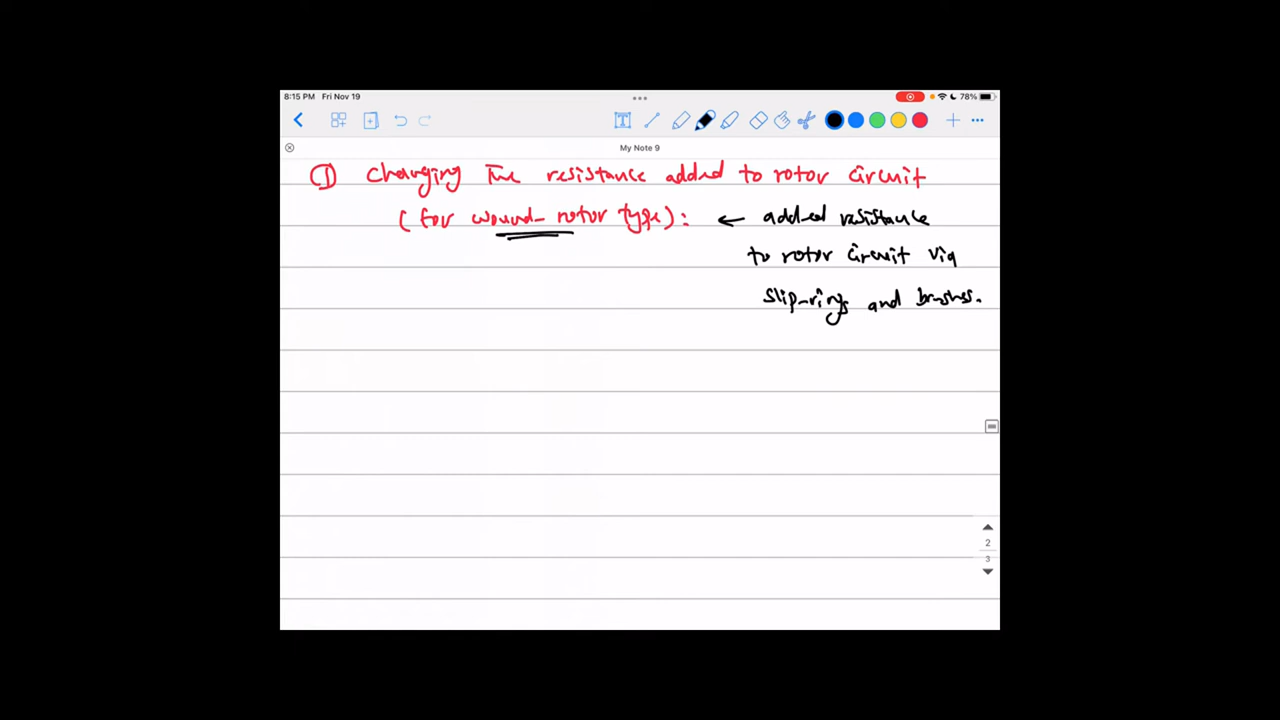 8:15 PM Fri Nov 19
78%
My Note 9
① Changing the resistance added to rotor circuit
(for wound-rotor type): ← added resistance
to rotor circuit via
slip-rings and brushes.
2
3